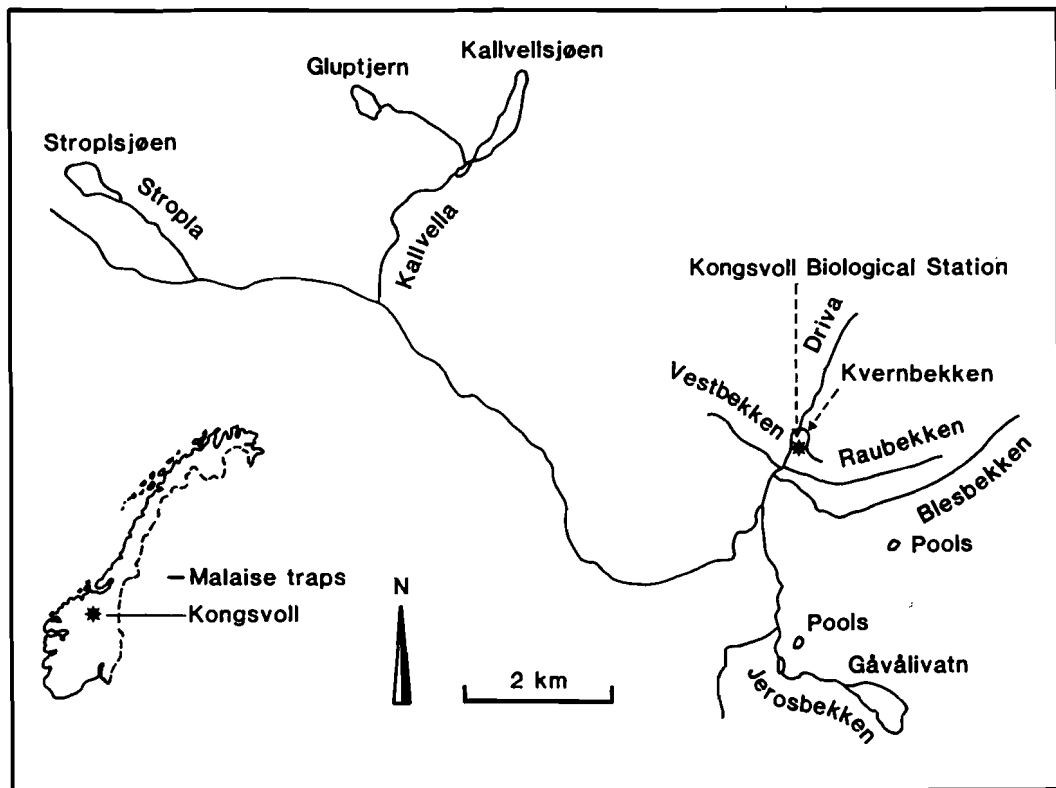 Kallvellsjøen
Gluptjern
Stroplsjøen
Stropla
Kallvella
Kongsvoll Biological Station
Driva
Kvernbekken
Vestbekken
Raubekken
Blesbekken
Pools
Malaise traps
Kongsvoll
N
2 km
Pools
Gåvålivatn
Jerosbekken